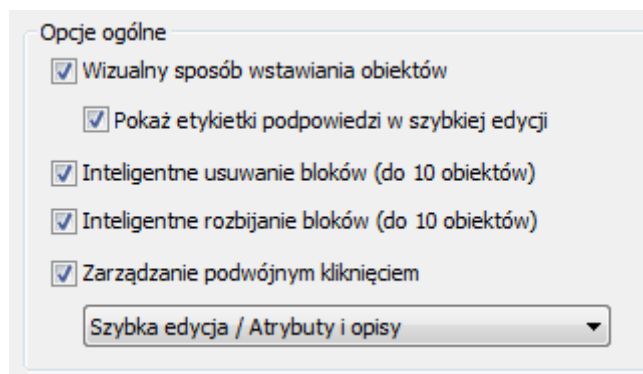 Opcje ogólne
Wizualny sposób wstawiania obiektów
Pokaż etykietki podpowiedzi w szybkiej edycji
Inteligentne usuwanie bloków (do 10 obiektów)
Inteligentne rozbijanie bloków (do 10 obiektów)
Zarządzanie podwójnym kliknięciem
Szybka edycja / Atrybuty i opisy